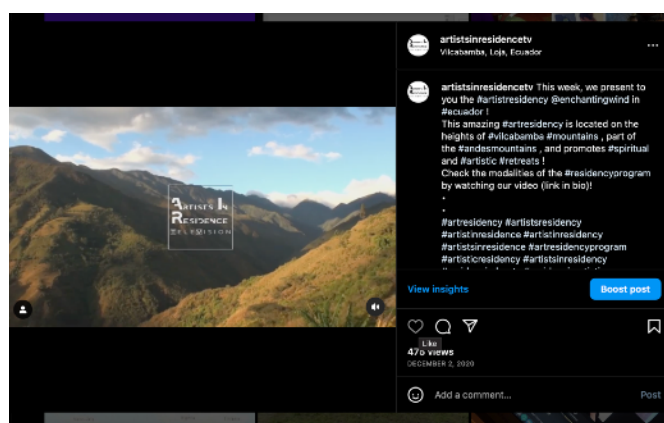 artistsinresidencetv
Vilcabamba, Loja, Ecuador
artistsinresidencetv This week, we present to
you the #artistresidency @enchantingwind in
#ecuador !
This amazing #artresidency is located on the
heights of #vilcabamba #mountains , part of
the #andesmountains , and promotes #spiritual
and #artistic #retreats !
Check the modalities of the #residencyprogram
by watching our video (link in bio)!
.
.
#artresidency #artistsresidency
#artistinresidence #artistinresidency
#artistsinresidence #artresidencyprogram
#artisticresidency #artistsinresidency
ARTISTS IN
RESIDENCE
TELEVISION
View insights
Boost post
Like
475 views
DECEMBER 2, 2020
Add a comment...
Post